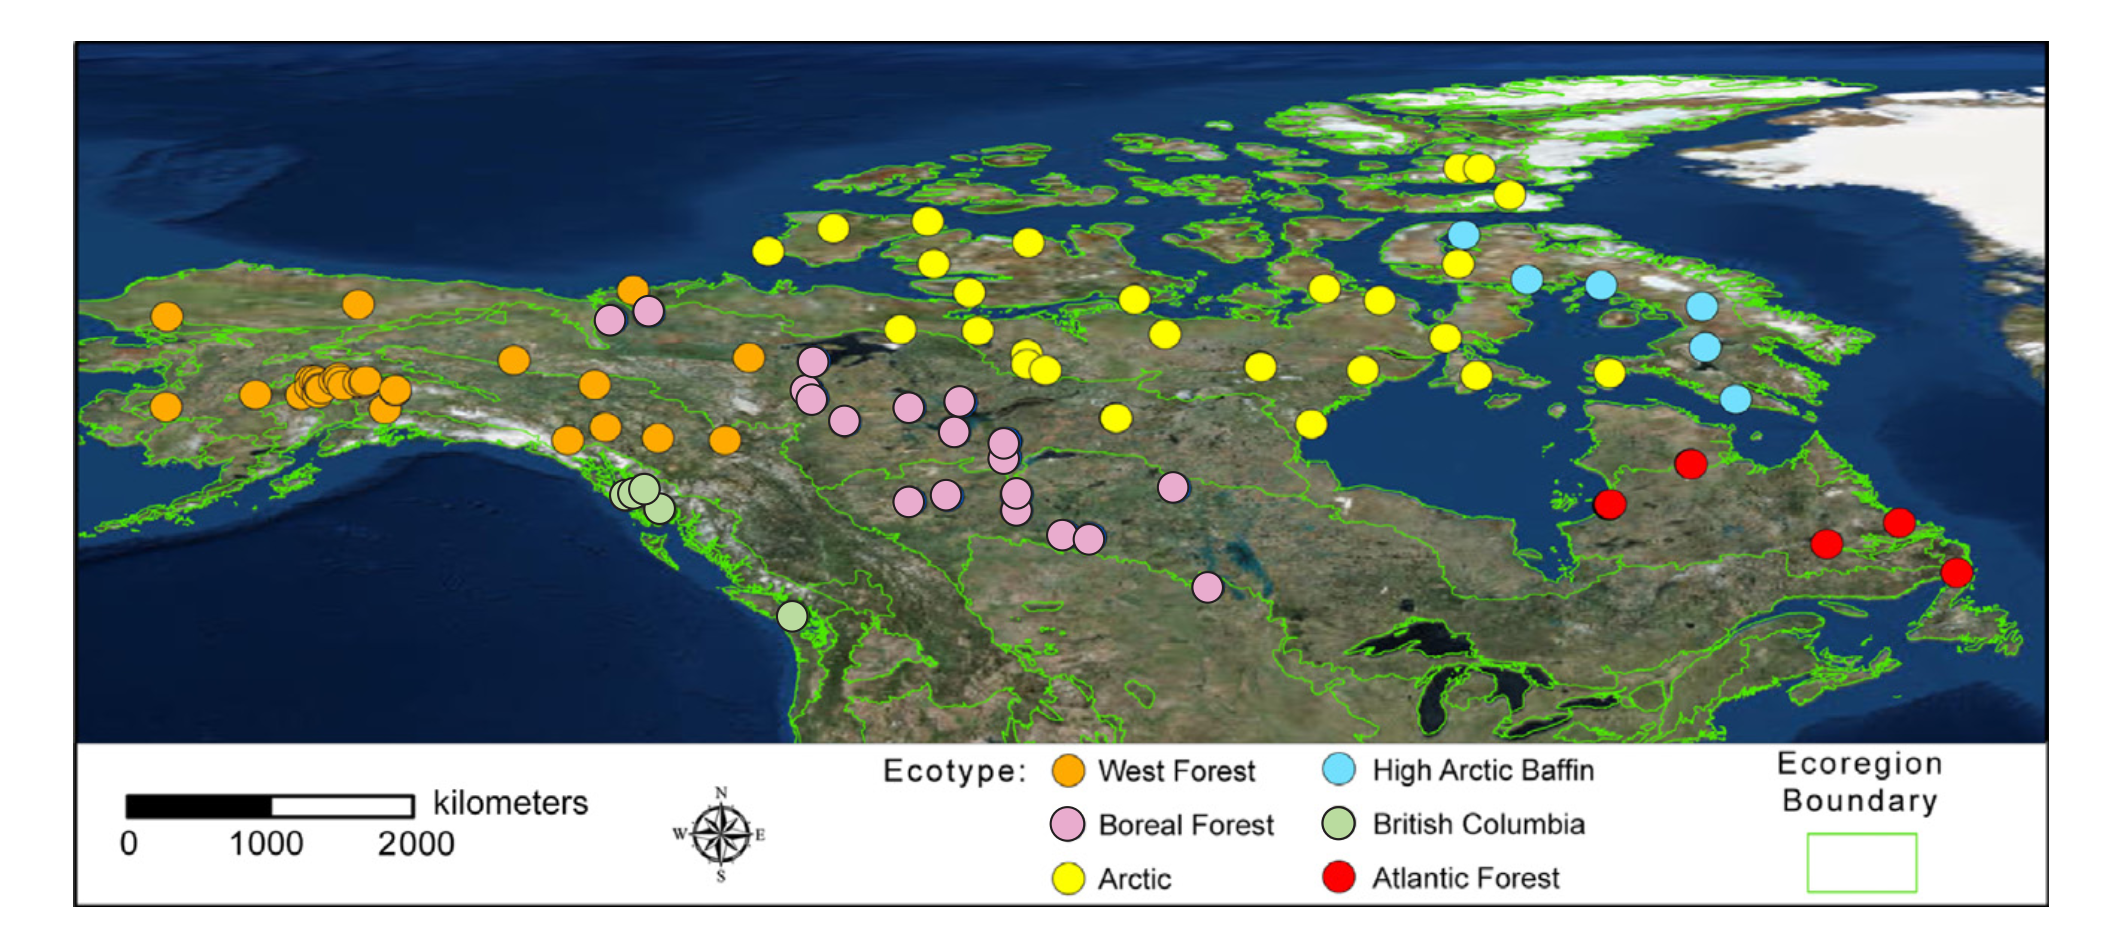 kilometers
0 1000 2000
N
W E
S
Ecotype:
West Forest
Boreal Forest
Arctic
High Arctic Baffin
British Columbia
Atlantic Forest
Ecoregion
Boundary